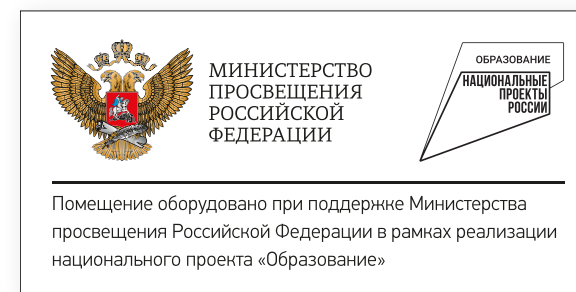 МИНИСТЕРСТВО
ПРОСВЕЩЕНИЯ
РОССИЙСКОЙ
ФЕДЕРАЦИИ
ОБРАЗОВАНИЕ
НАЦИОНАЛЬНЫЕ
ПРОЕКТЫ
РОССИИ
Помещение оборудовано при поддержке Министерства
просвещения Российской Федерации в рамках реализации
национального проекта «Образование»